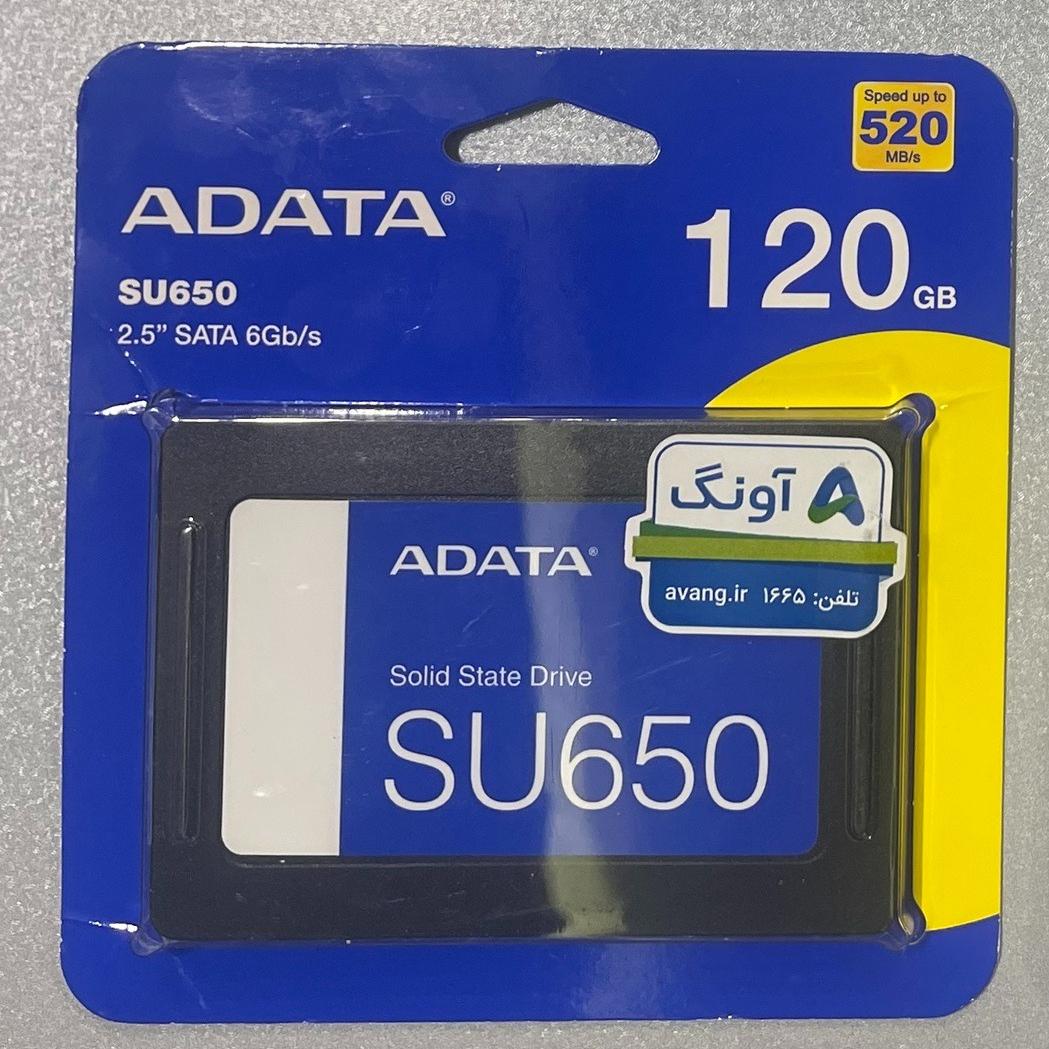 Speed up to
520
MB/s
ADATA®
120GB
SU650
2.5” SATA 6Gb/s
آونگ
تلفن: ۱۶۶۵ avang.ir
ADATA®
Solid State Drive
SU650